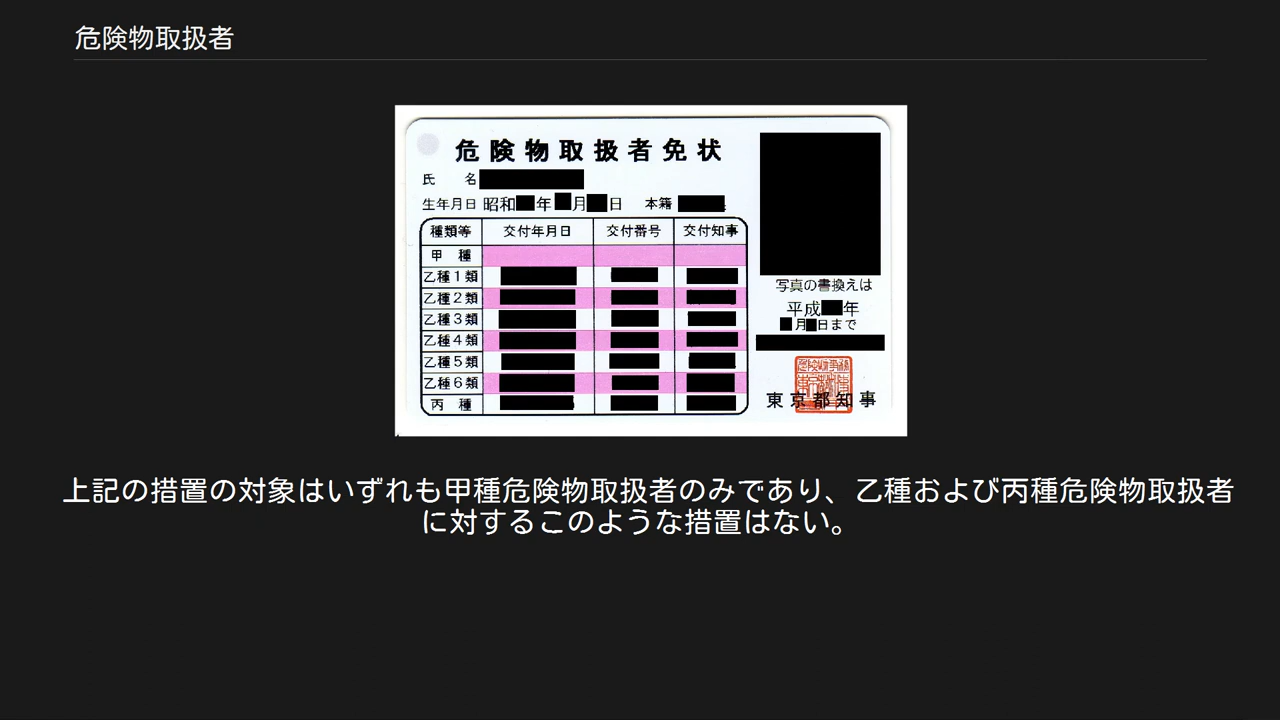 危険物取扱者
危険物取扱者免状
氏 名
生年月日 昭和 年 月 日 本籍
種類等 交付年月日 交付番号 交付知事
甲 種
乙種1類
乙種2類
乙種3類
乙種4類
乙種5類
乙種6類
丙 種
写真の書換えは
平成 年
月 日まで
東京都知事
上記の措置の対象はいずれも甲種危険物取扱者のみであり、乙種および丙種危険物取扱者
に対するこのような措置はない。